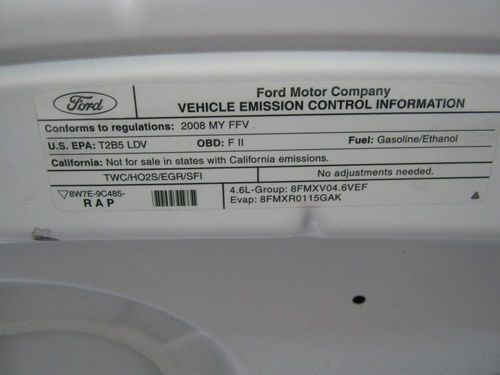 Ford
Ford Motor Company
VEHICLE EMISSION CONTROL INFORMATION
Conforms to regulations: 2008 MY FFV
U.S. EPA: T2B5 LDV OBD: F II Fuel: Gasoline/Ethanol
California: Not for sale in states with California emissions.
TWC/HO2S/EGR/SFI No adjustments needed.
▽8W7E-9C485- 4.6L-Group: 8FMXV04.6VEF
RAP Evap: 8FMXR0115GAK